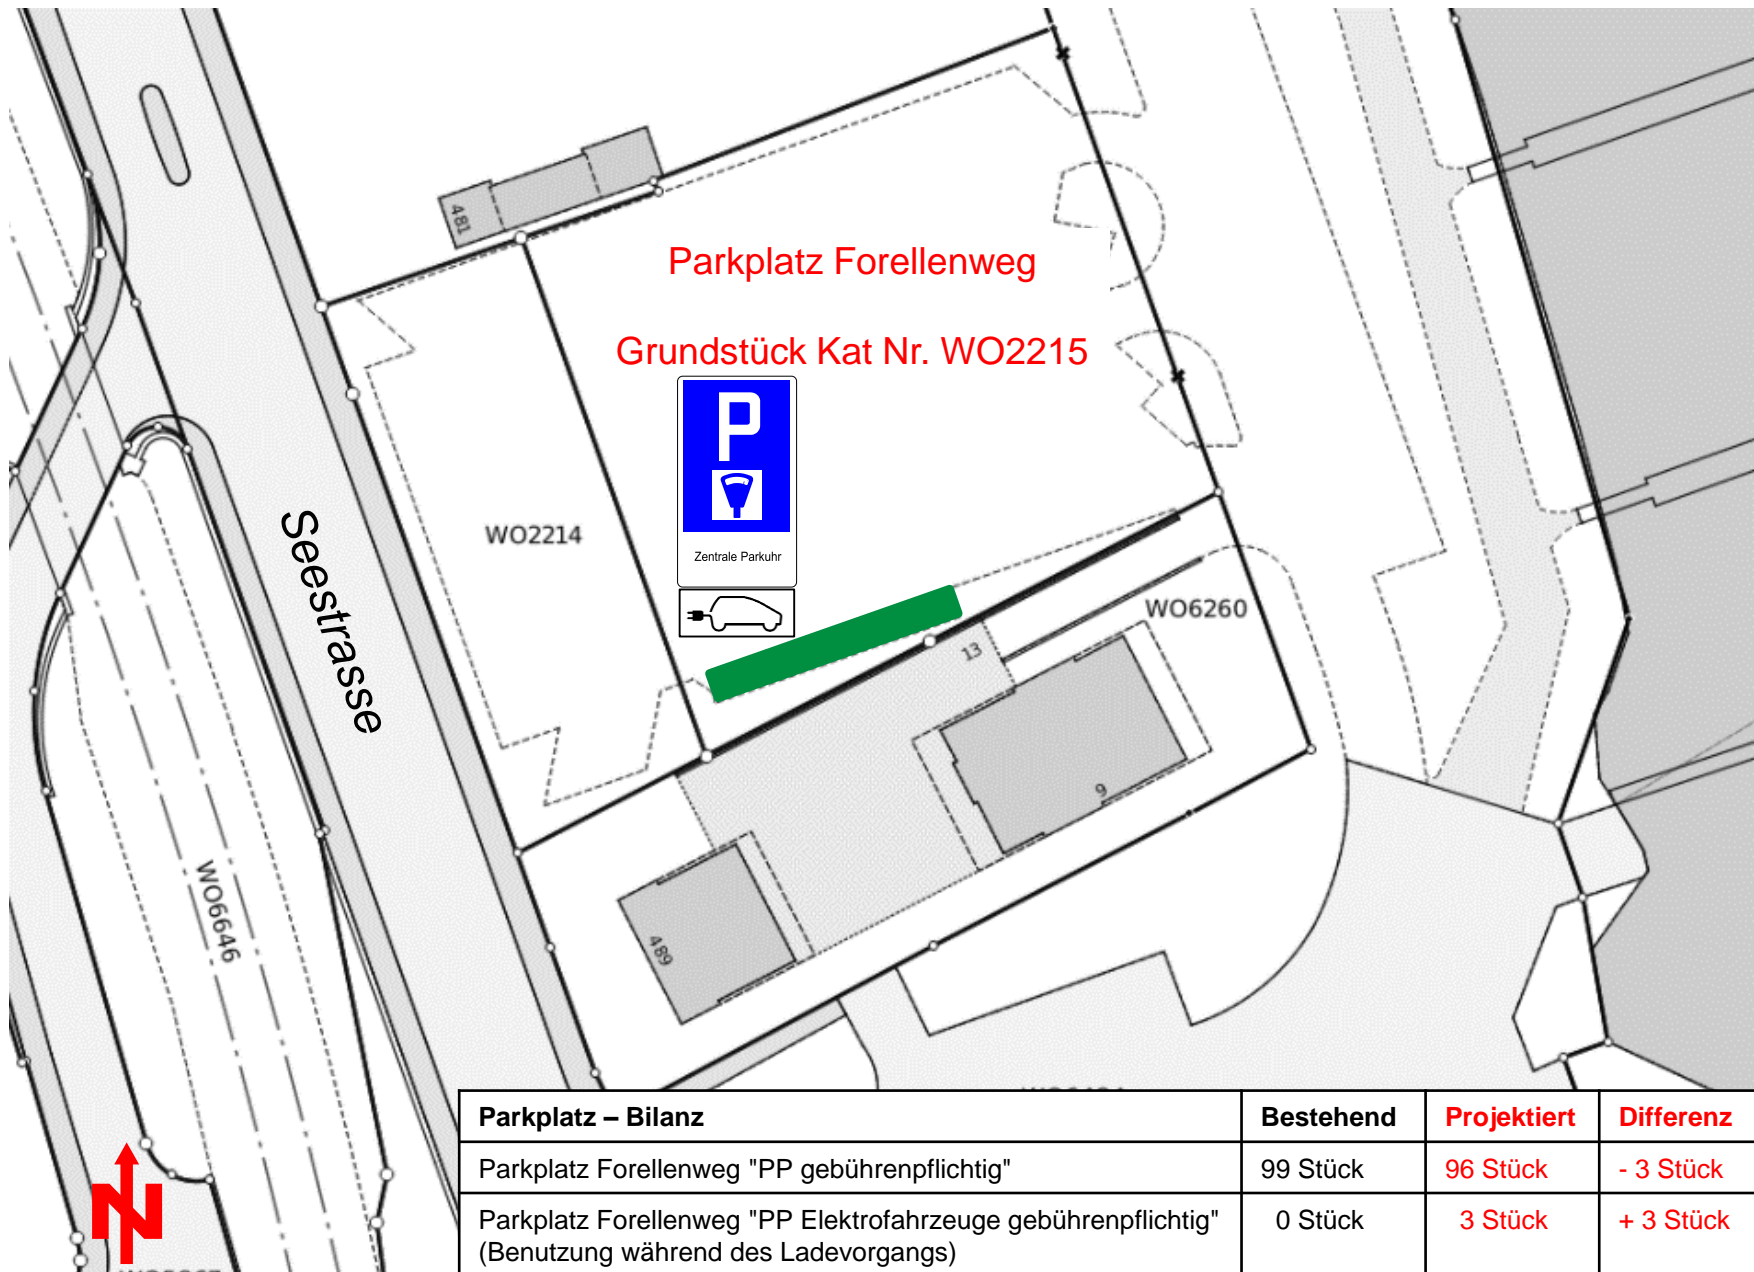 481
Parkplatz Forellenweg
Grundstück Kat Nr. WO2215
P
WO2214
Zentrale Parkuhr
Seestrasse
WO6260
13
9
WO6646
489
Parkplatz – Bilanz Bestehend Projektiert Differenz
Parkplatz Forellenweg "PP gebührenpflichtig" 99 Stück 96 Stück - 3 Stück
Parkplatz Forellenweg "PP Elektrofahrzeuge gebührenpflichtig" 0 Stück 3 Stück + 3 Stück
(Benutzung während des Ladevorgangs)
N